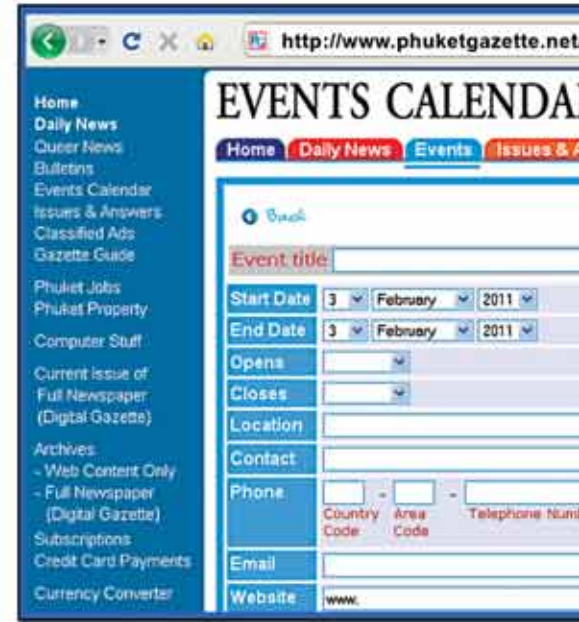 http://www.phuketgazette.net
EVENTS CALENDA
Home Daily News Events Issues & A
Home
Daily News
Queer News
Bulletins
Events Calendar
Issues & Answers
Classified Ads
Gazette Guide
Phuket Jobs
Phuket Property
Computer Stuff
Current Issue of
Full Newspaper
(Digital Gazette)
Archives
- Web Content Only
- Full Newspaper
(Digital Gazette)
Subscriptions
Credit Card Payments
Currency Converter
Back
Event title
Start Date 3 February 2011
End Date 3 February 2011
Opens
Closes
Location
Contact
Phone - -
Country Area Telephone Num
Code Code
Email
Website www.